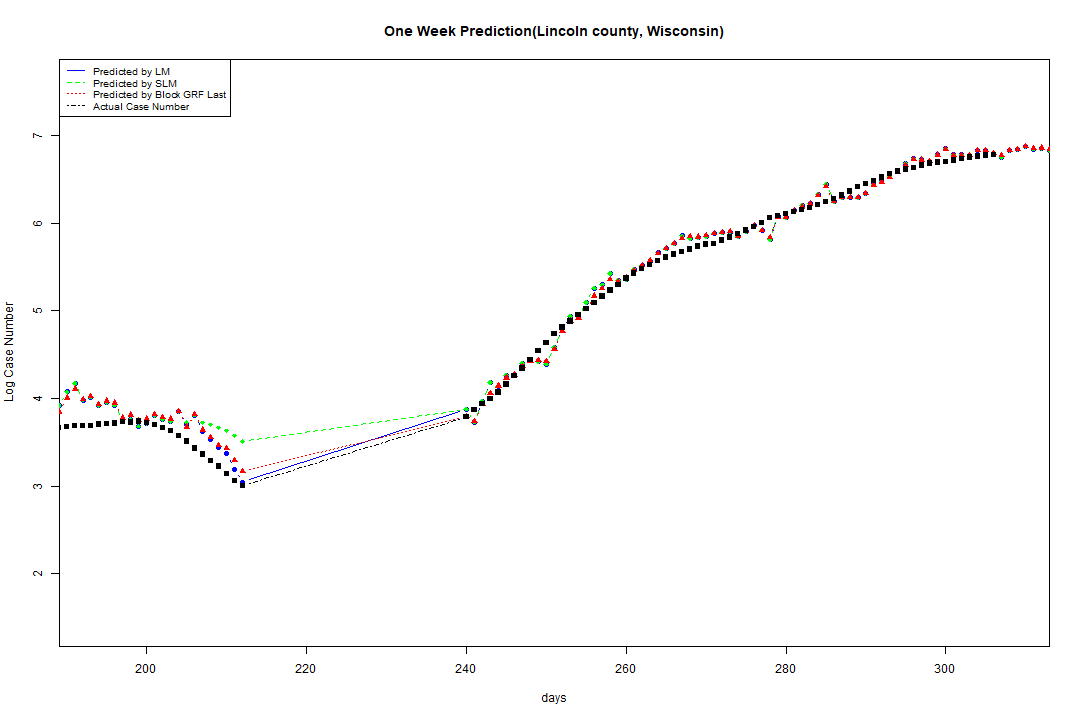 One Week Prediction(Lincoln county, Wisconsin)
Predicted by LM
Predicted by SLM
Predicted by Block GRF Last
Actual Case Number
Log Case Number
7
6
5
4
3
2
200 220 240 260 280 300
days